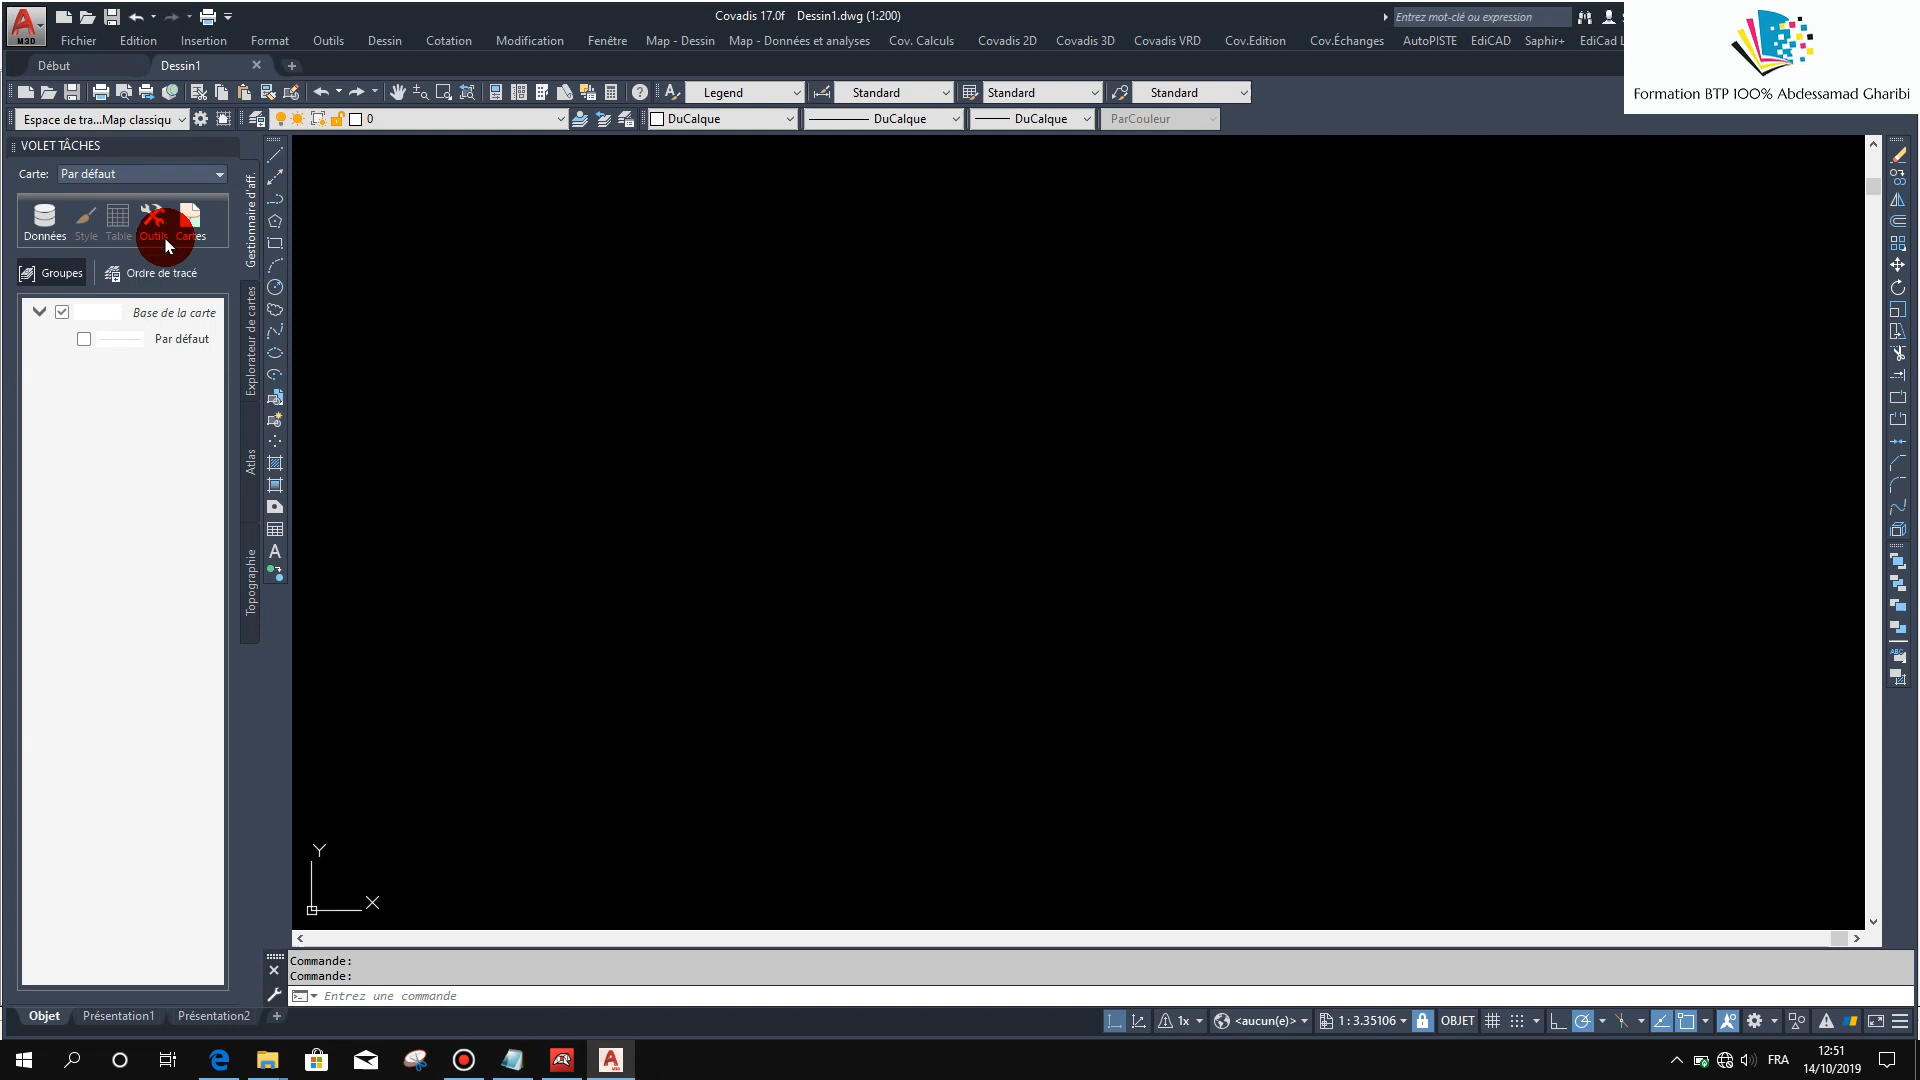 Covadis 17.0f Dessin1.dwg (1:200)
Entrez mot-clé ou expression
M3D
Fichier Edition Insertion Format Outils Dessin Cotation Modification Fenêtre Map - Dessin Map - Données et analyses Cov. Calculs Covadis 2D Covadis 3D Covadis VRD Cov.Edition Cov.Échanges AutoPISTE EdiCAD Saphir+ EdiCad L
Formation BTP 100% Abdessamad Gharibi
Début Dessin1
Legend Standard Standard Standard
Espace de tra...Map classiqu 0 DuCalque DuCalque DuCalque ParCouleur
VOLET TÂCHES
Carte: Par défaut
Données Style Table Outils Cartes
Groupes Ordre de tracé
Base de la carte
Par défaut
Gestionnaire d'aff.
Explorateur de cartes
Atlas
Topographie
A
ABC
Y
X
Commande:
Commande:
Entrez une commande
Objet Présentation1 Présentation2
1x <aucun(e)> 1 : 3.35106 OBJET
FRA
12:51
14/10/2019